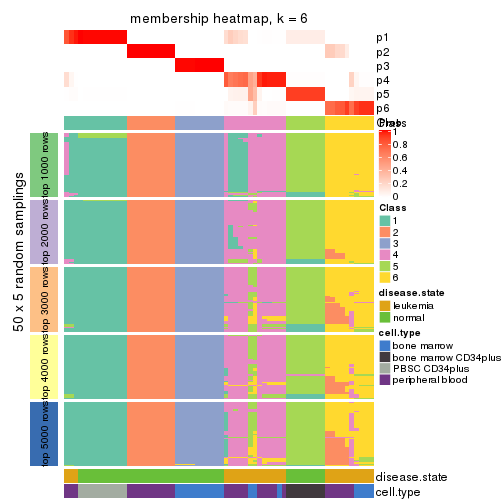 membership heatmap, k = 6
p1
p2
p3
p4
p5
p6
Class
Prob
1
0.8
0.6
0.4
0.2
0
Class
1
2
3
4
5
6
disease.state
leukemia
normal
cell.type
bone marrow
bone marrow CD34plus
PBSC CD34plus
peripheral blood
50 x 5 random samplings
top 1000 rows
top 2000 rows
top 3000 rows
top 4000 rows
top 5000 rows
disease.state
cell.type